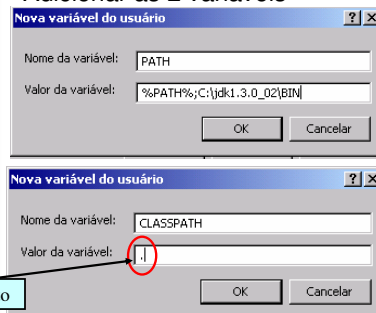 Adicionar as 2 variáveis
Nova variável do usuário
Nome da variável: PATH
Valor da variável: %PATH%;C:\jdk1.3.0_02\BIN
OK Cancelar
Nova variável do usuário
Nome da variável: CLASSPATH
Valor da variável: .
OK Cancelar